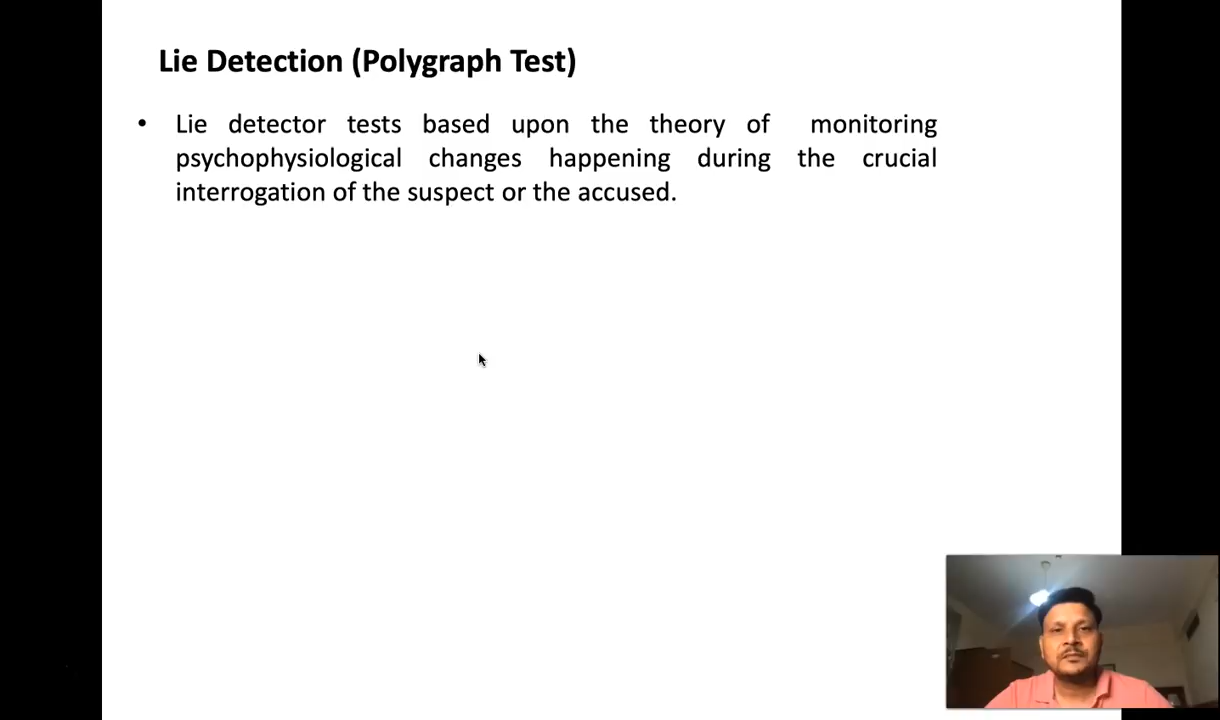 Lie Detection (Polygraph Test)
• Lie detector tests based upon the theory of monitoring
psychophysiological changes happening during the crucial
interrogation of the suspect or the accused.